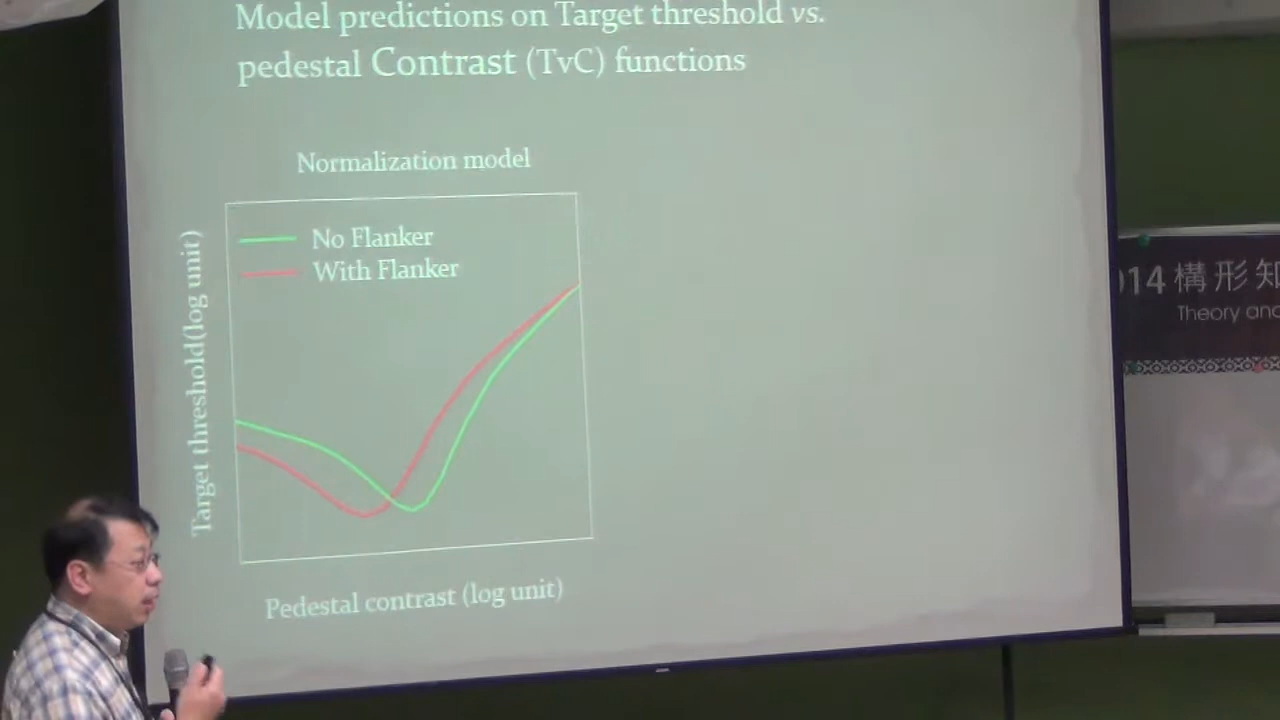 Model predictions on Target threshold vs.
pedestal Contrast (TvC) functions
Normalization model
No Flanker
With Flanker
Target threshold(log unit)
Pedestal contrast (log unit)
014 構形知
Theory and